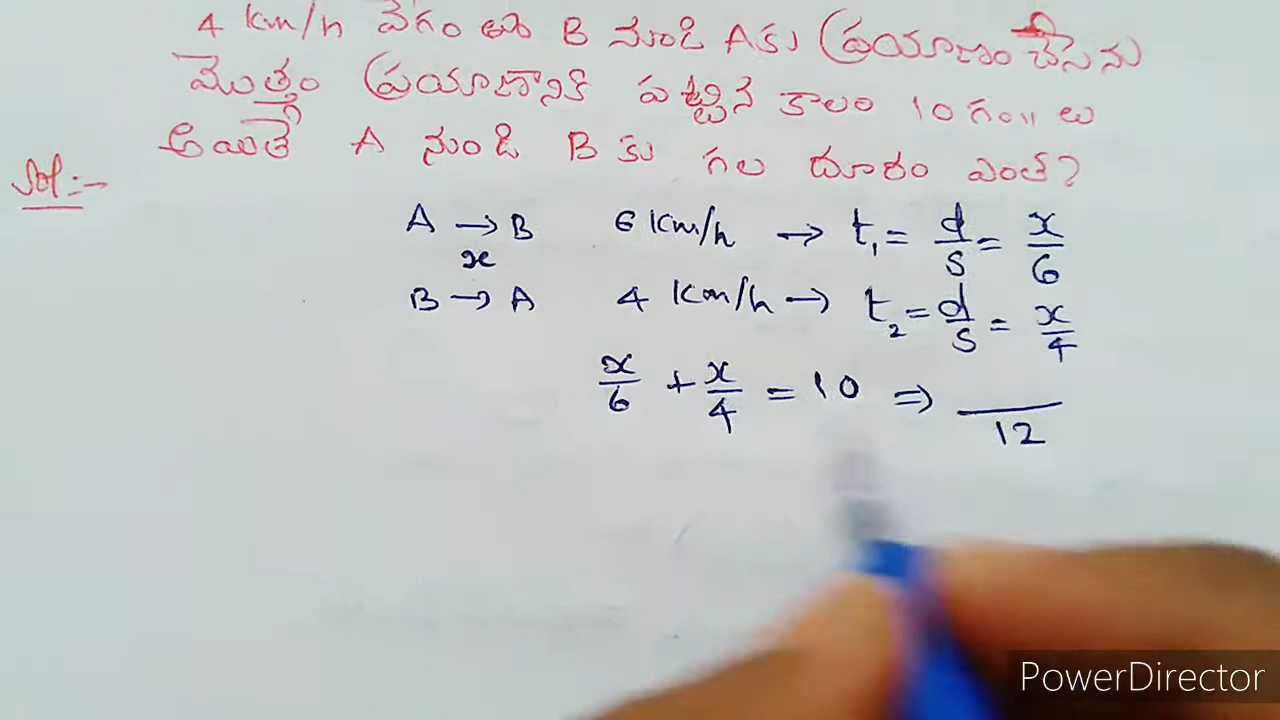 4 km/h వేగం తో B నుండి A కు ప్రయాణం చేసెను
మొత్తం ప్రయాణానికి పట్టిన కాలం 10 గం॥ లు
అయితే A నుండి B కు గల దూరం ఎంత?
Sol:-
A → B 6 km/h → t₁ = d/s = x/6
x
B → A 4 km/h → t₂ = d/s = x/4
x/6 + x/4 = 10 ⇒ /12
PowerDirector